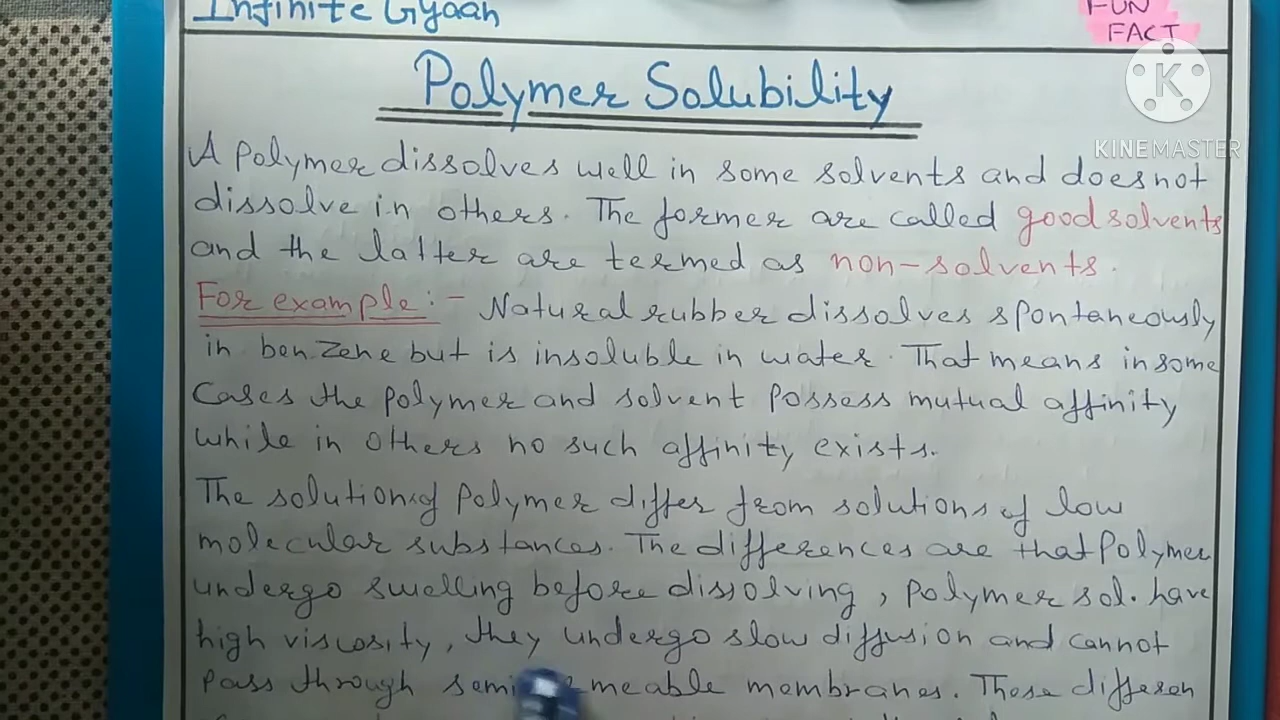 Infinite Gyaan
FUN
FACT
Polymer Solubility
KINEMASTER
A polymer dissolves well in some solvents and does not
dissolve in others. The former are called good solvents
and the latter are termed as non-solvents.
For example:- Natural rubber dissolves spontaneously
in benzene but is insoluble in water. That means in some
cases the polymer and solvent possess mutual affinity
while in others no such affinity exists.
The solutions of polymer differ from solutions of low
molecular substances. The differences are that polymer
undergo swelling before dissolving, polymer sol. have
high viscosity, they undergo slow diffusion and cannot
pass through semi meable membranes. These differen